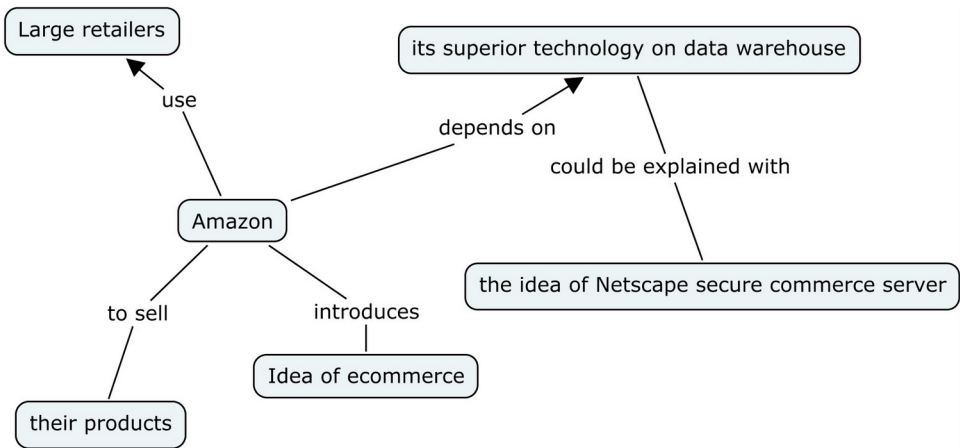 Large retailers
its superior technology on data warehouse
use
depends on
could be explained with
Amazon
the idea of Netscape secure commerce server
to sell
introduces
Idea of ecommerce
their products